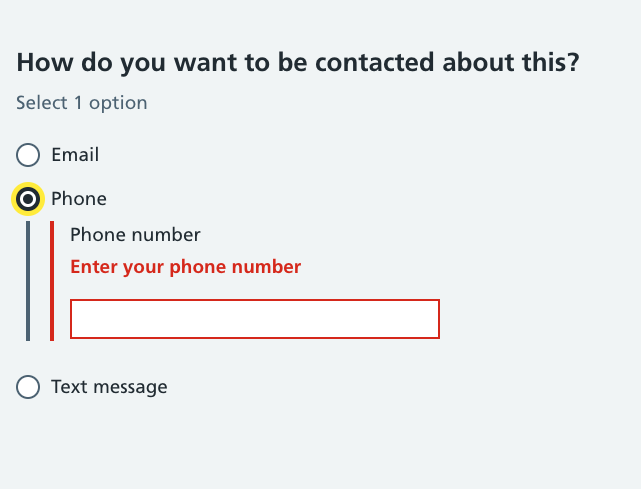 How do you want to be contacted about this?
Select 1 option
Email
Phone
Phone number
Enter your phone number
Text message